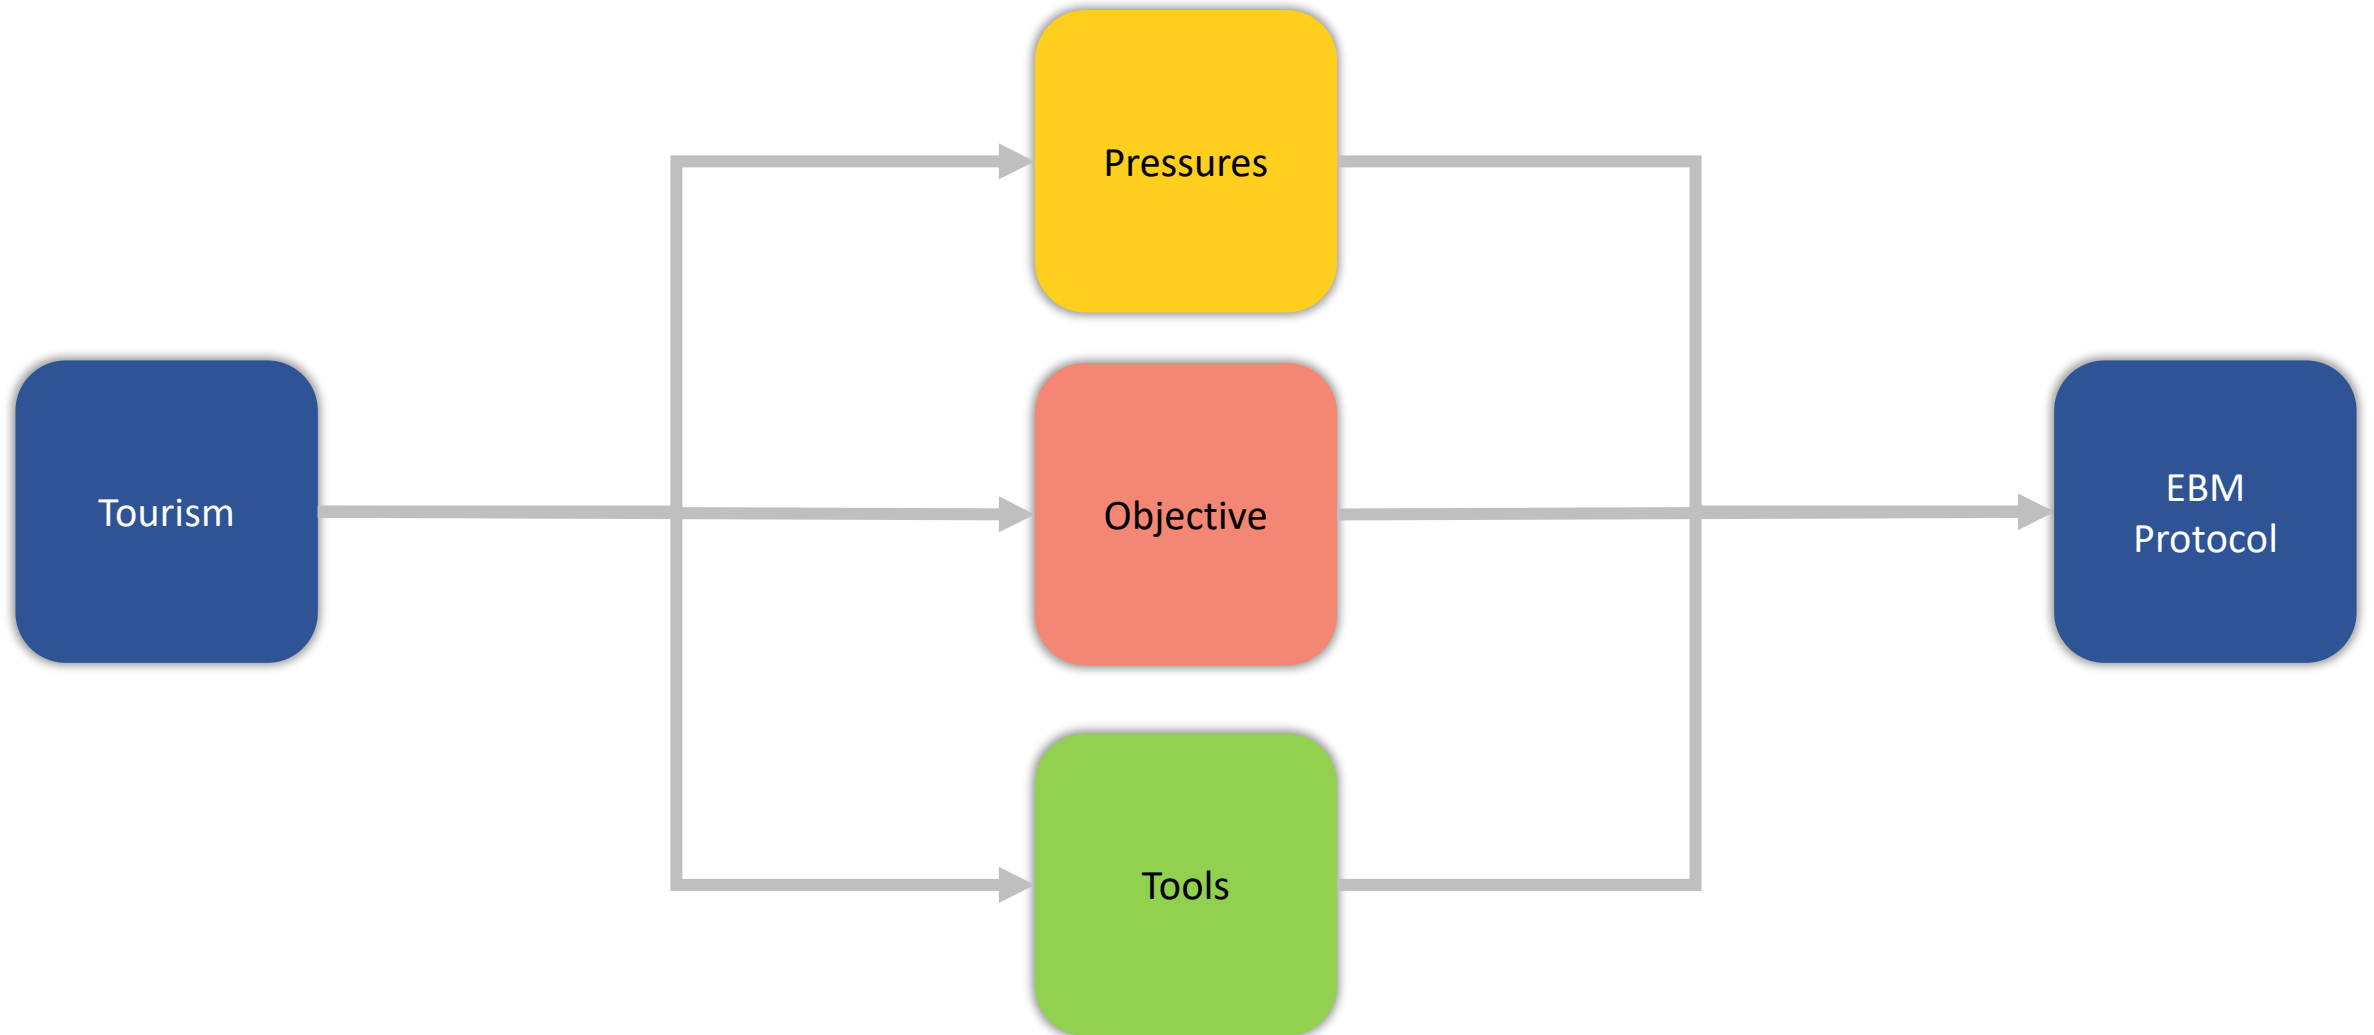 Pressures
Tourism
Objective
EBM
Protocol
Tools